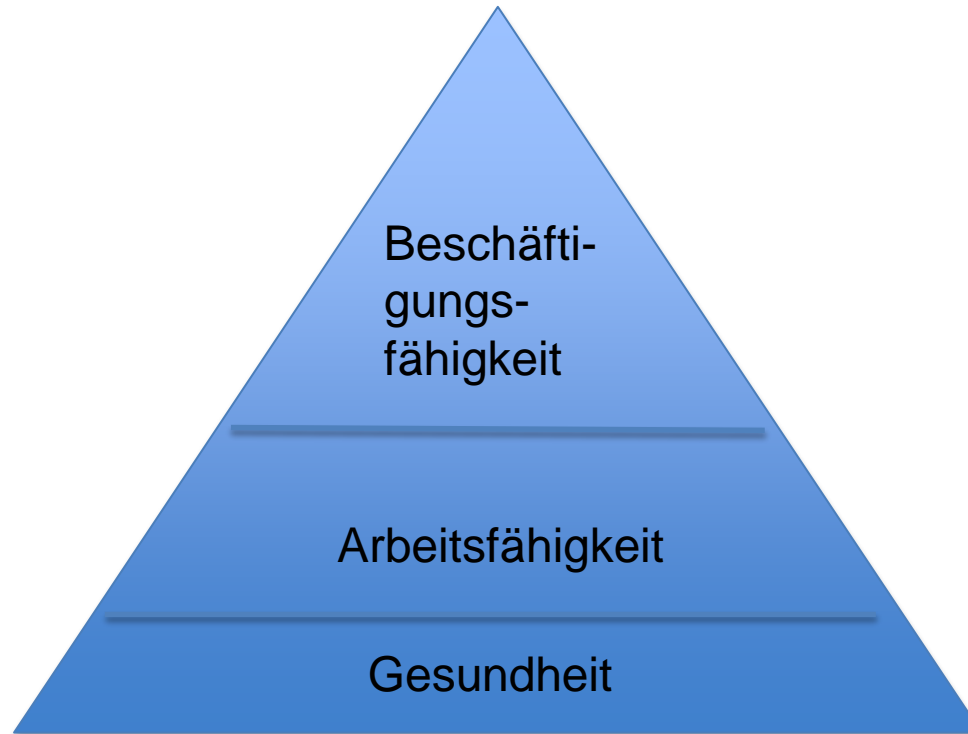 Beschäfti-
gungs-
fähigkeit
Arbeitsfähigkeit
Gesundheit